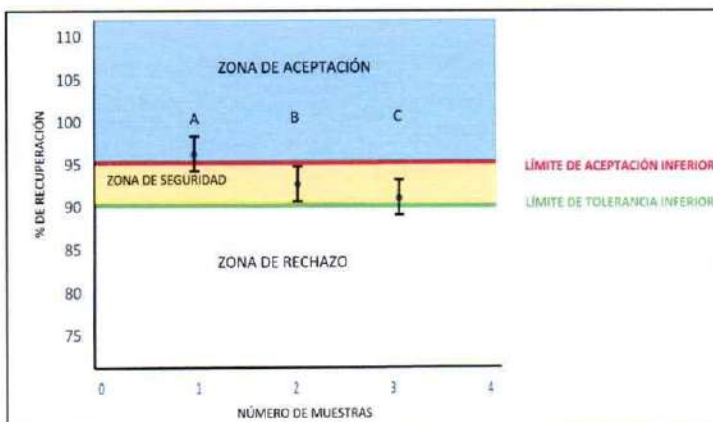 110
105
100
95
90
85
80
75
% DE RECUPERACIÓN
ZONA DE ACEPTACIÓN
A
B
C
ZONA DE SEGURIDAD
LÍMITE DE ACEPTACIÓN INFERIOR
LÍMITE DE TOLERANCIA INFERIOR
ZONA DE RECHAZO
0
1
2
3
4
NÚMERO DE MUESTRAS